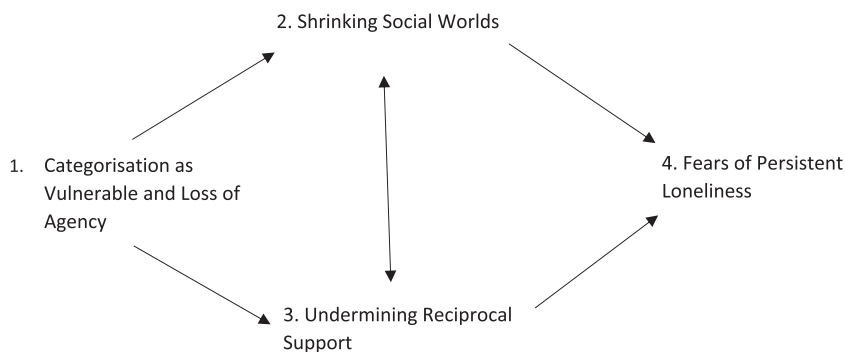 2. Shrinking Social Worlds
1. Categorisation as
Vulnerable and Loss of
Agency
4. Fears of Persistent
Loneliness
3. Undermining Reciprocal
Support